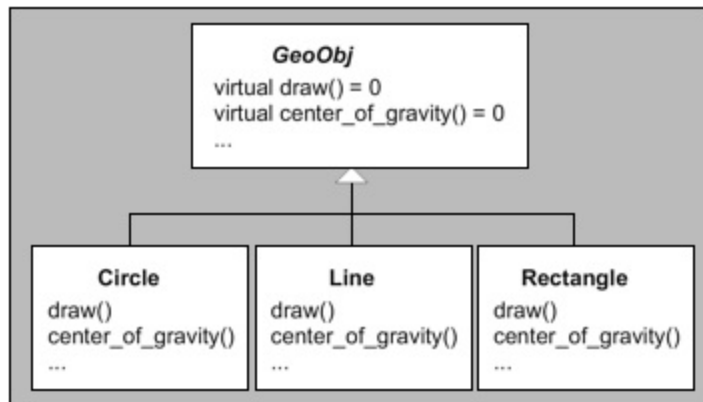 GeoObj
virtual draw() = 0
virtual center_of_gravity() = 0
...
Circle
draw()
center_of_gravity()
...
Line
draw()
center_of_gravity()
...
Rectangle
draw()
center_of_gravity()
...